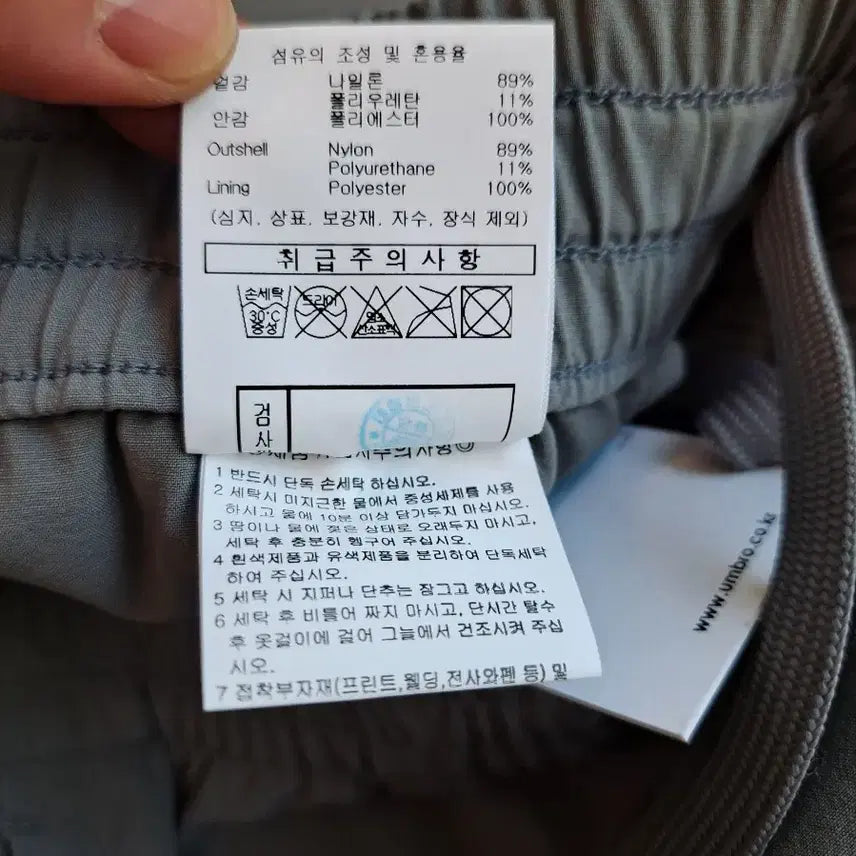 섬유의 조성 및 혼용율
겉감 나일론 89%
폴리우레탄 11%
안감 폴리에스터 100%
Outshell Nylon 89%
Polyurethane 11%
Lining Polyester 100%
(심지, 상표, 보강재, 자수, 장식 제외)
취급주의사항
손세탁 30℃ 중성
드라이
염소 산소표백
검사
1 반드시 단독 손세탁 하십시오.
2 세탁시 미지근한 물에서 중성세제를 사용
하시고 물에 10분 이상 담가두지 마십시오.
3 땀이나 물에 젖은 상태로 오래두지 마시고,
세탁 후 충분히 헹구어 주십시오.
4 흰색제품과 유색제품을 분리하여 단독세탁
하여 주십시오.
5 세탁 시 지퍼나 단추는 잠그고 하십시오.
6 세탁 후 비틀어 짜지 마시고, 단시간 탈수
후 옷걸이에 걸어 그늘에서 건조시켜 주십
시오.
7 접착부자재(프린트,웰딩,전사와펜 등) 및
www.umbro.co.kr